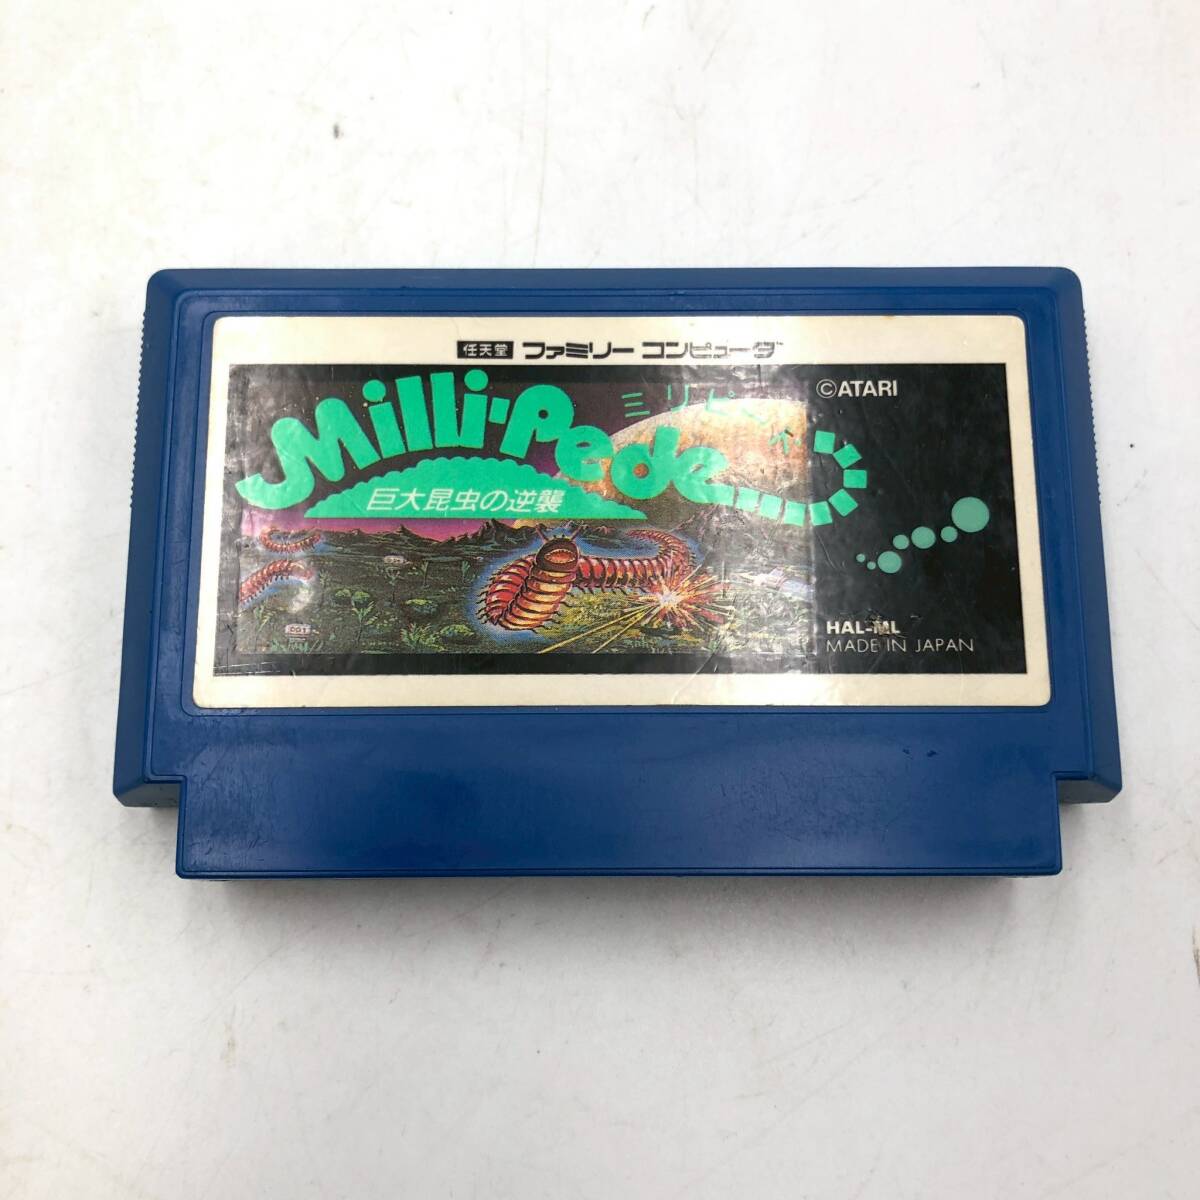 任天堂 ファミリー コンピュータ
©ATARI
Milli-Pede
ミリピード
巨大昆虫の逆襲
HAL-ML
MADE IN JAPAN